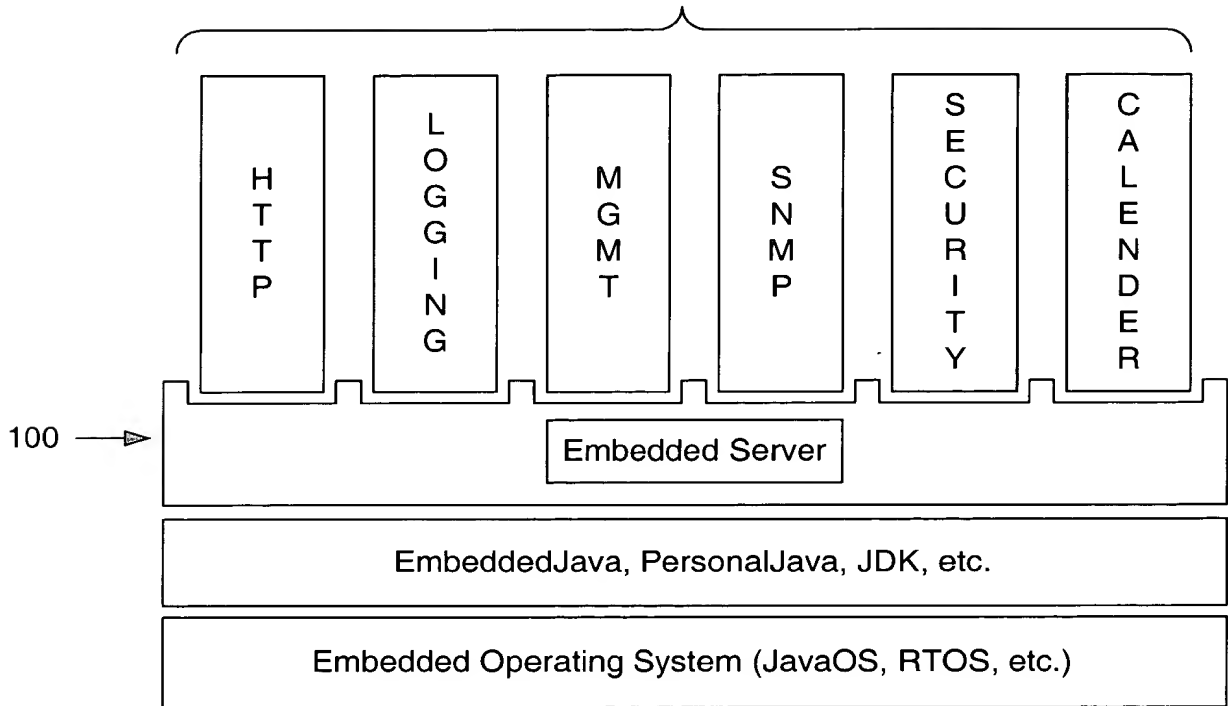 HTTP
LOGGING
MGMT
SNMP
SECURITY
CALENDER
100
Embedded Server
EmbeddedJava, PersonalJava, JDK, etc.
Embedded Operating System (JavaOS, RTOS, etc.)